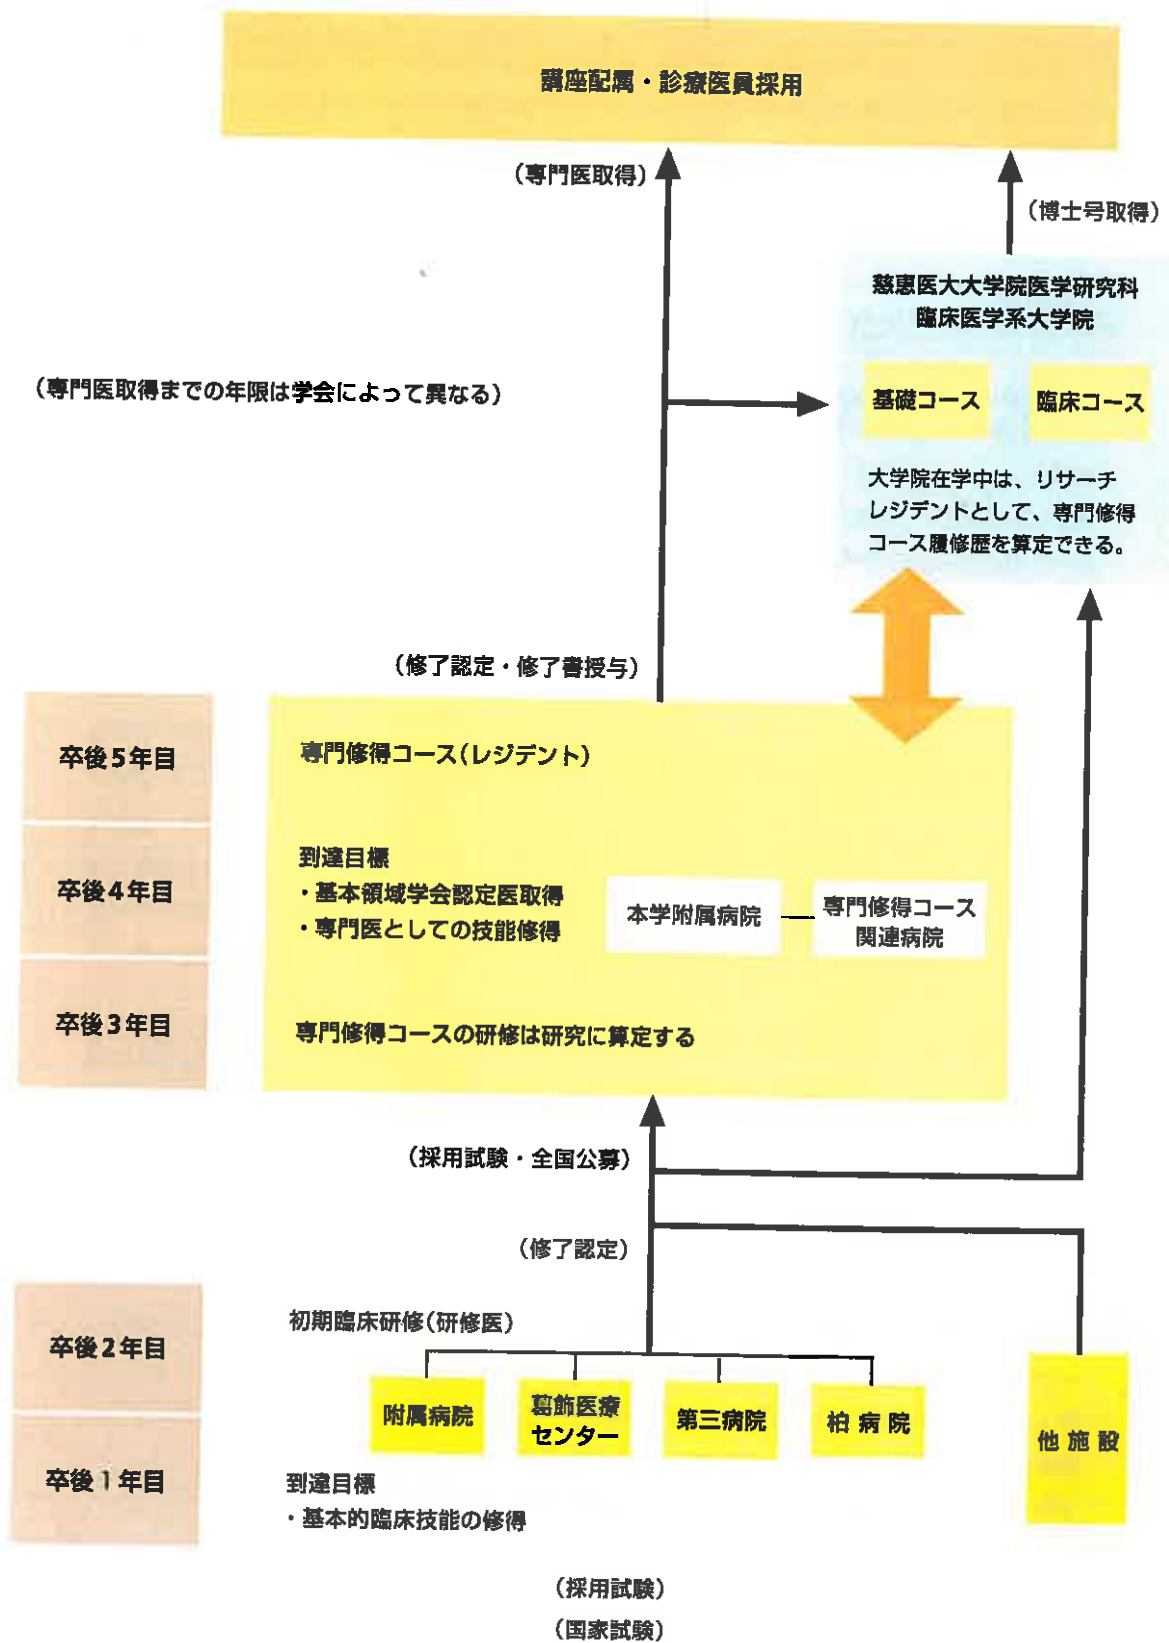 講座配属・診療医員採用
(専門医取得)
(博士号取得)
慈恵医大大学院医学研究科
臨床医学系大学院
(専門医取得までの年限は学会によって異なる)
基礎コース
臨床コース
大学院在学中は、リサーチ
レジデントとして、専門修得
コース履修歴を算定できる。
(修了認定・修了書授与)
卒後5年目
専門修得コース(レジデント)
到達目標
卒後4年目
・基本領域学会認定医取得
・専門医としての技能修得
本学附属病院
専門修得コース
関連病院
卒後3年目
専門修得コースの研修は研究に算定する
(採用試験・全国公募)
(修了認定)
卒後2年目
初期臨床研修(研修医)
附属病院
葛飾医療
センター
第三病院
柏病院
他施設
卒後1年目
到達目標
・基本的臨床技能の修得
(採用試験)
(国家試験)